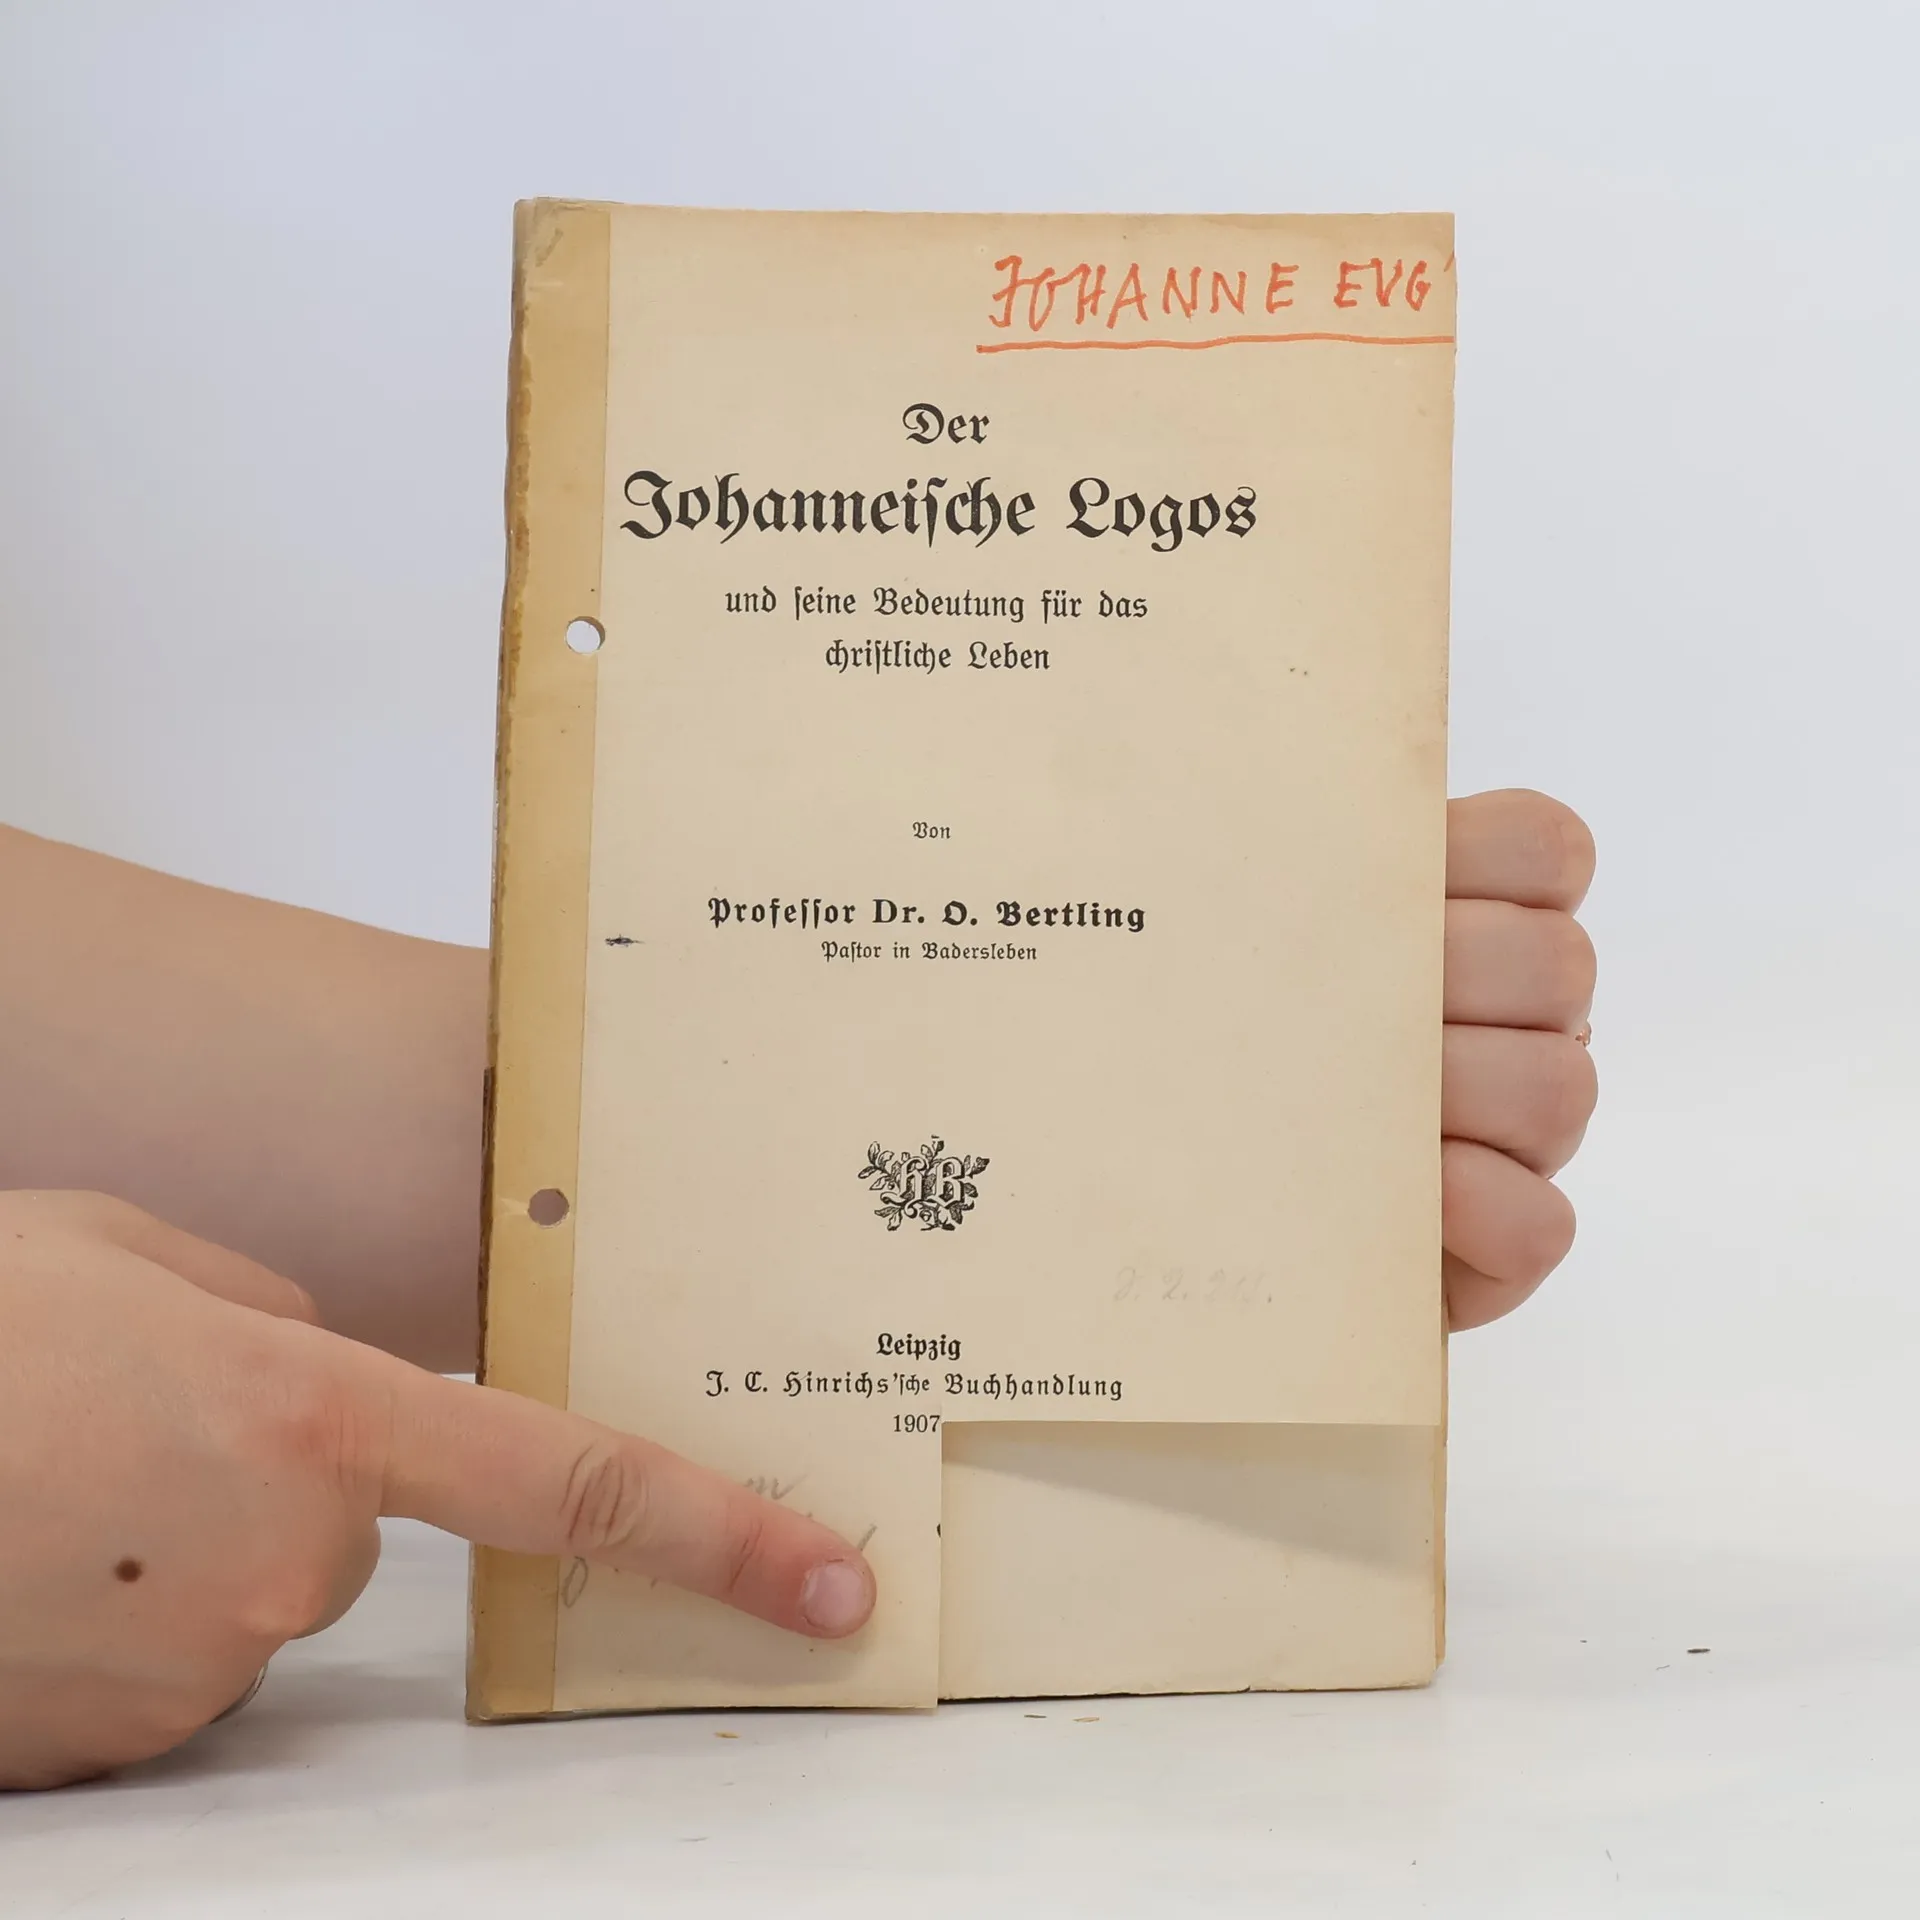 JOHANNE EVG'
Der
Johanneiſche Logos
und ſeine Bedeutung für das
chriſtliche Leben
Von
Profeſſor Dr. O. Bertling
Paſtor in Badersleben
HB
Leipzig
J. C. Hinrichs'ſche Buchhandlung
1907